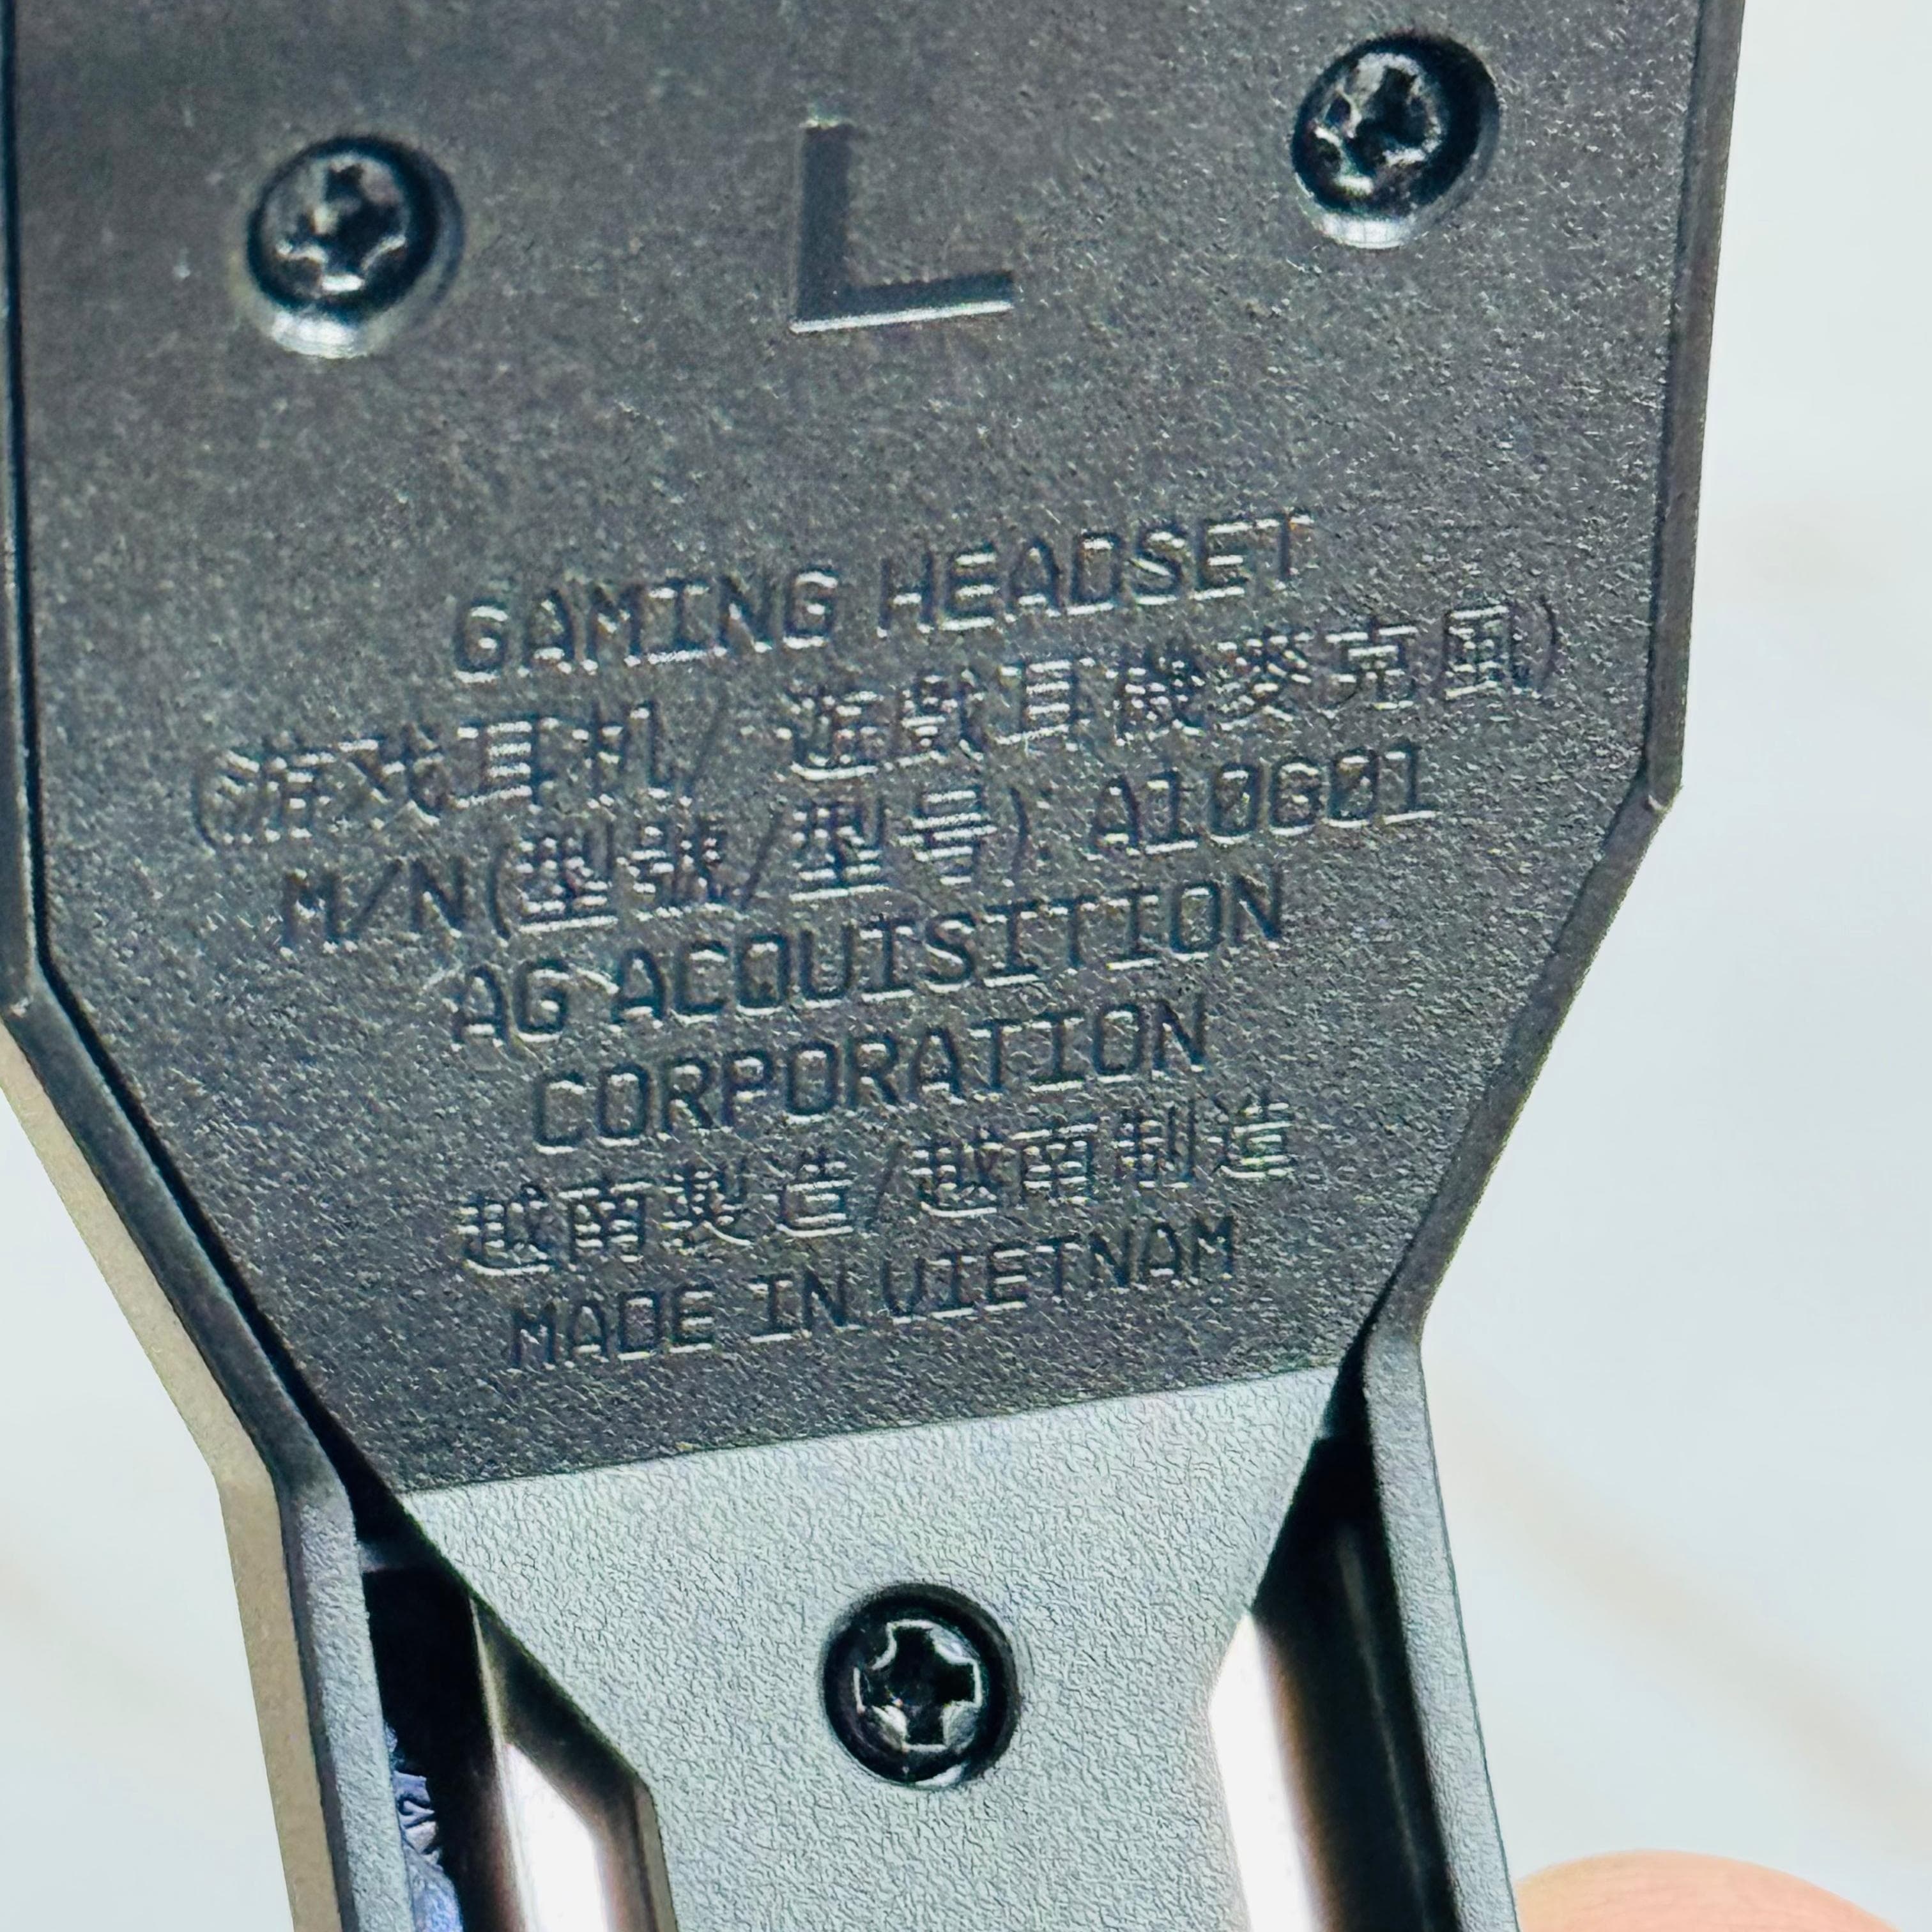 L
GAMING HEADSET
(游戏耳机/ 遊戲耳機麥克風)
M/N(型號/型号): A10G01
AG ACQUISITION
CORPORATION
越南製造/越南制造
MADE IN VIETNAM